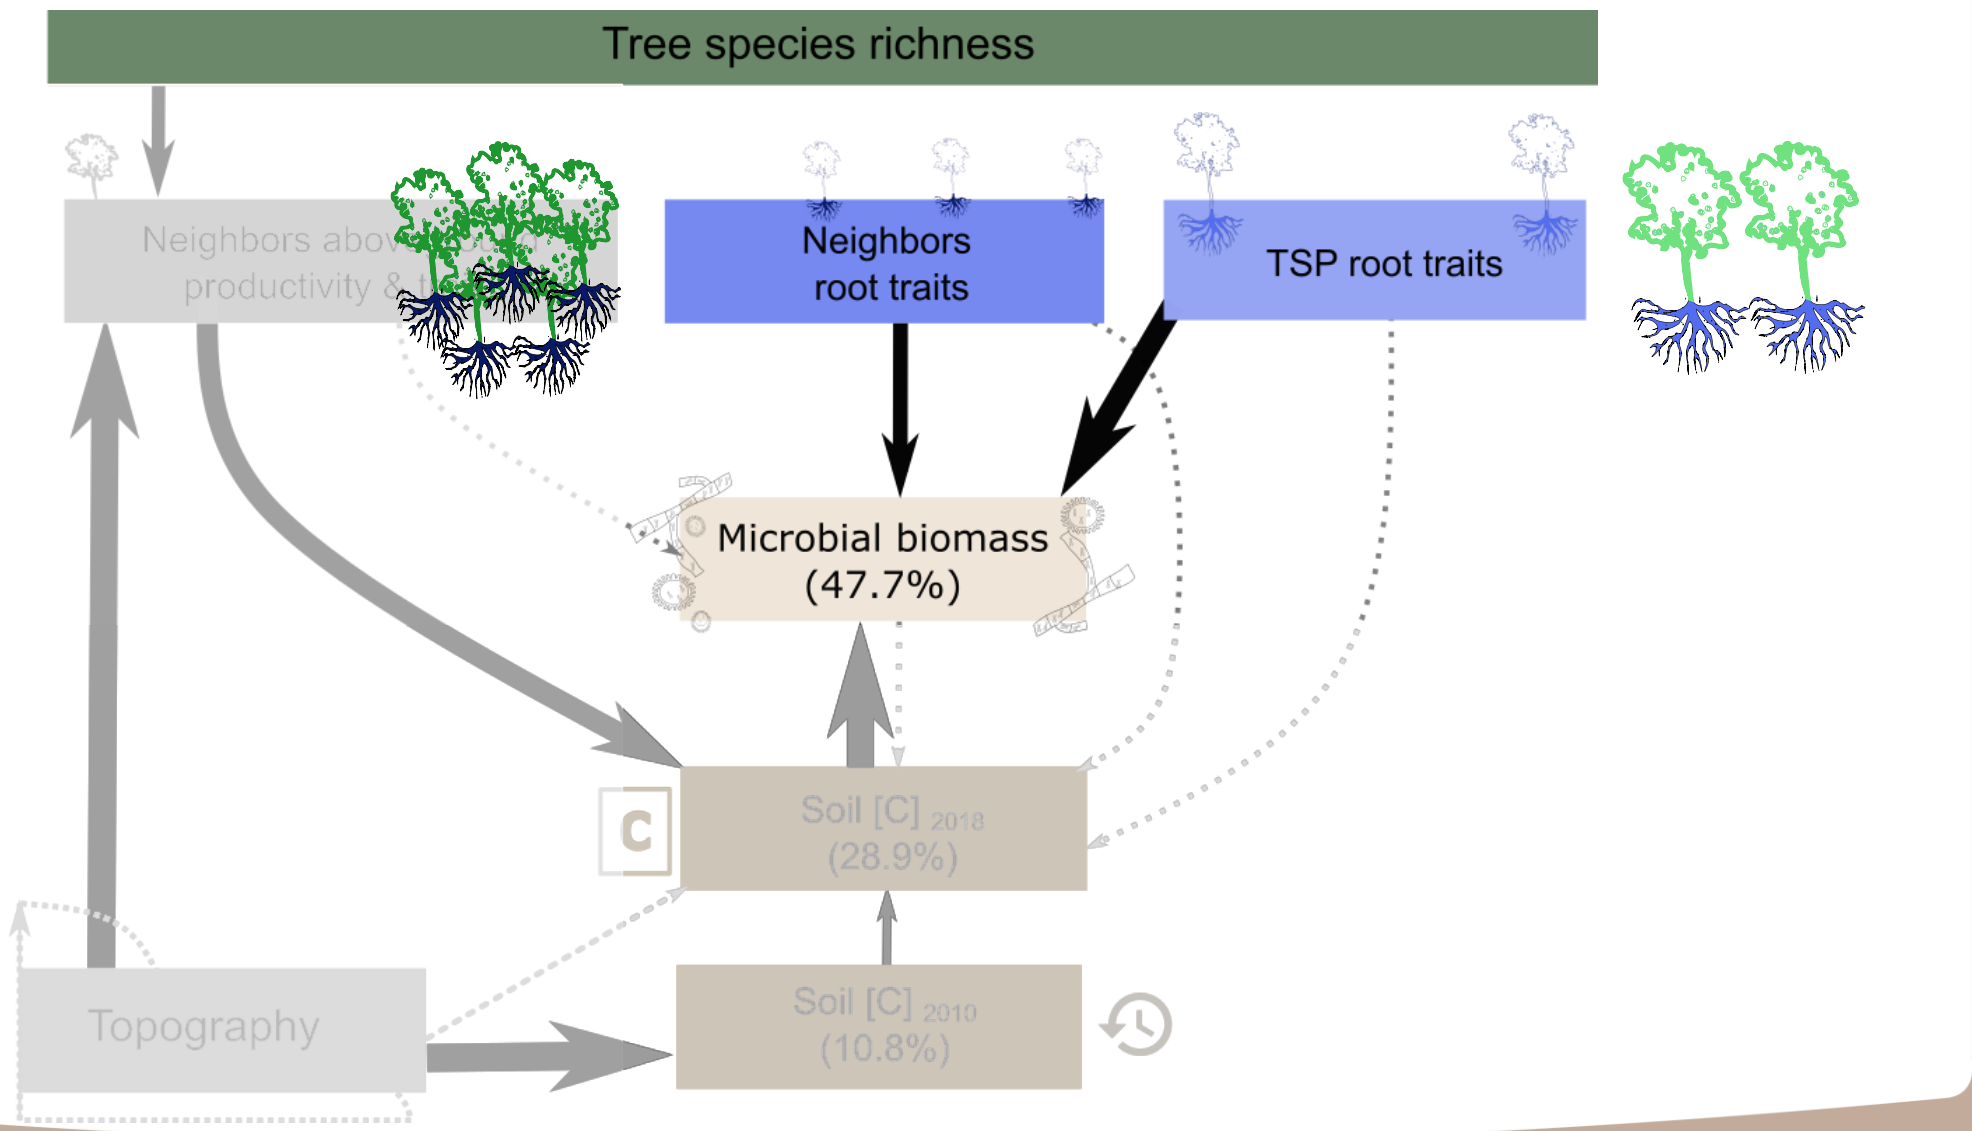 Tree species richness
Neighbors
productivity &
Neighbors
root traits
TSP root traits
Microbial biomass
(47.7%)
C
Soil [C] 2018
(28.9%)
Topography
Soil [C] 2010
(10.8%)